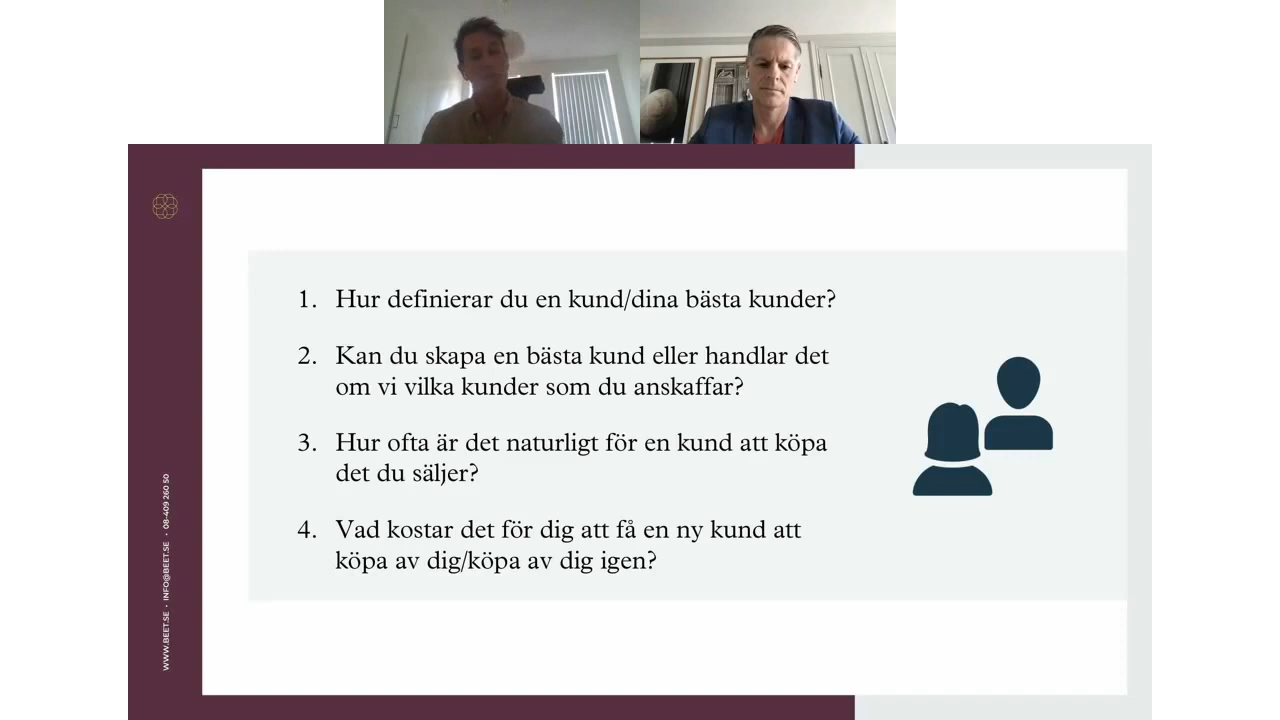 1. Hur definierar du en kund/dina bästa kunder?
2. Kan du skapa en bästa kund eller handlar det
om vi vilka kunder som du anskaffar?
3. Hur ofta är det naturligt för en kund att köpa
det du säljer?
4. Vad kostar det för dig att få en ny kund att
köpa av dig/köpa av dig igen?
WWW.BEET.SE • INFO@BEET.SE • 08-409 260 50